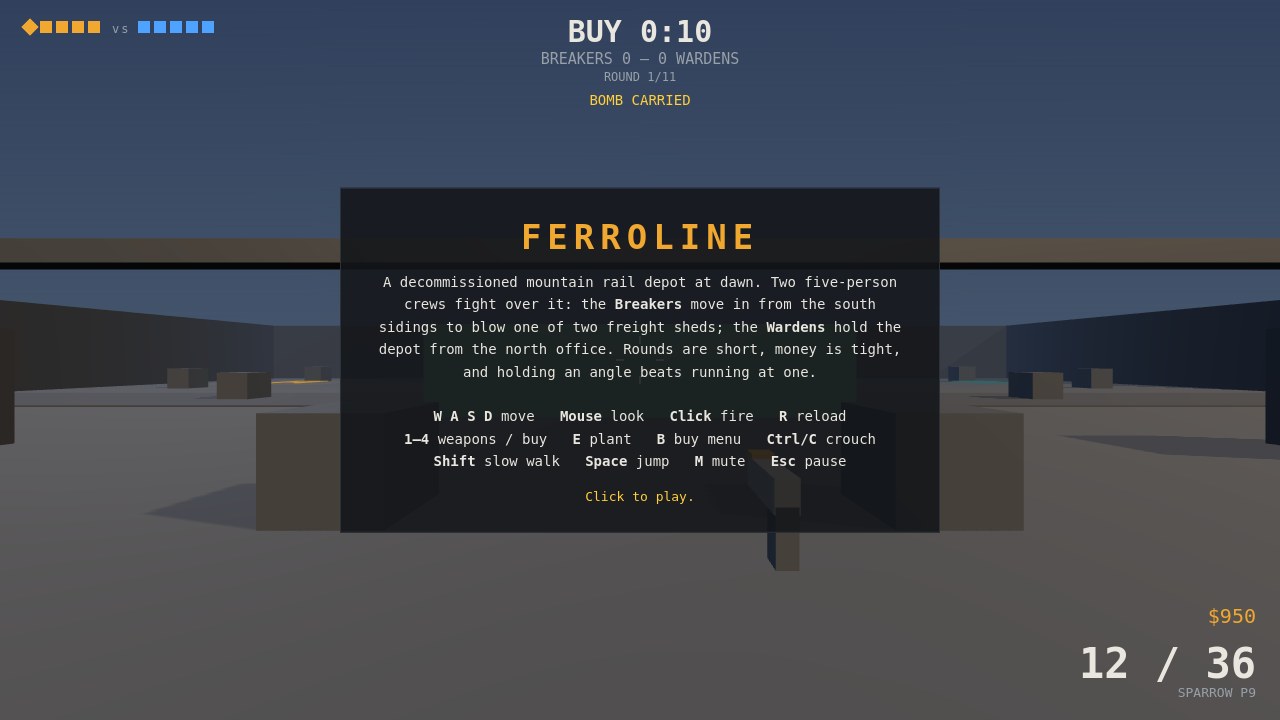 vs
BUY 0:10
BREAKERS 0 — 0 WARDENS
ROUND 1/11
BOMB CARRIED
FERROLINE
A decommissioned mountain rail depot at dawn. Two five-person
crews fight over it: the Breakers move in from the south
sidings to blow one of two freight sheds; the Wardens hold the
depot from the north office. Rounds are short, money is tight,
and holding an angle beats running at one.
W A S D move Mouse look Click fire R reload
1–4 weapons / buy E plant B buy menu Ctrl/C crouch
Shift slow walk Space jump M mute Esc pause
Click to play.
$950
12 / 36
SPARROW P9